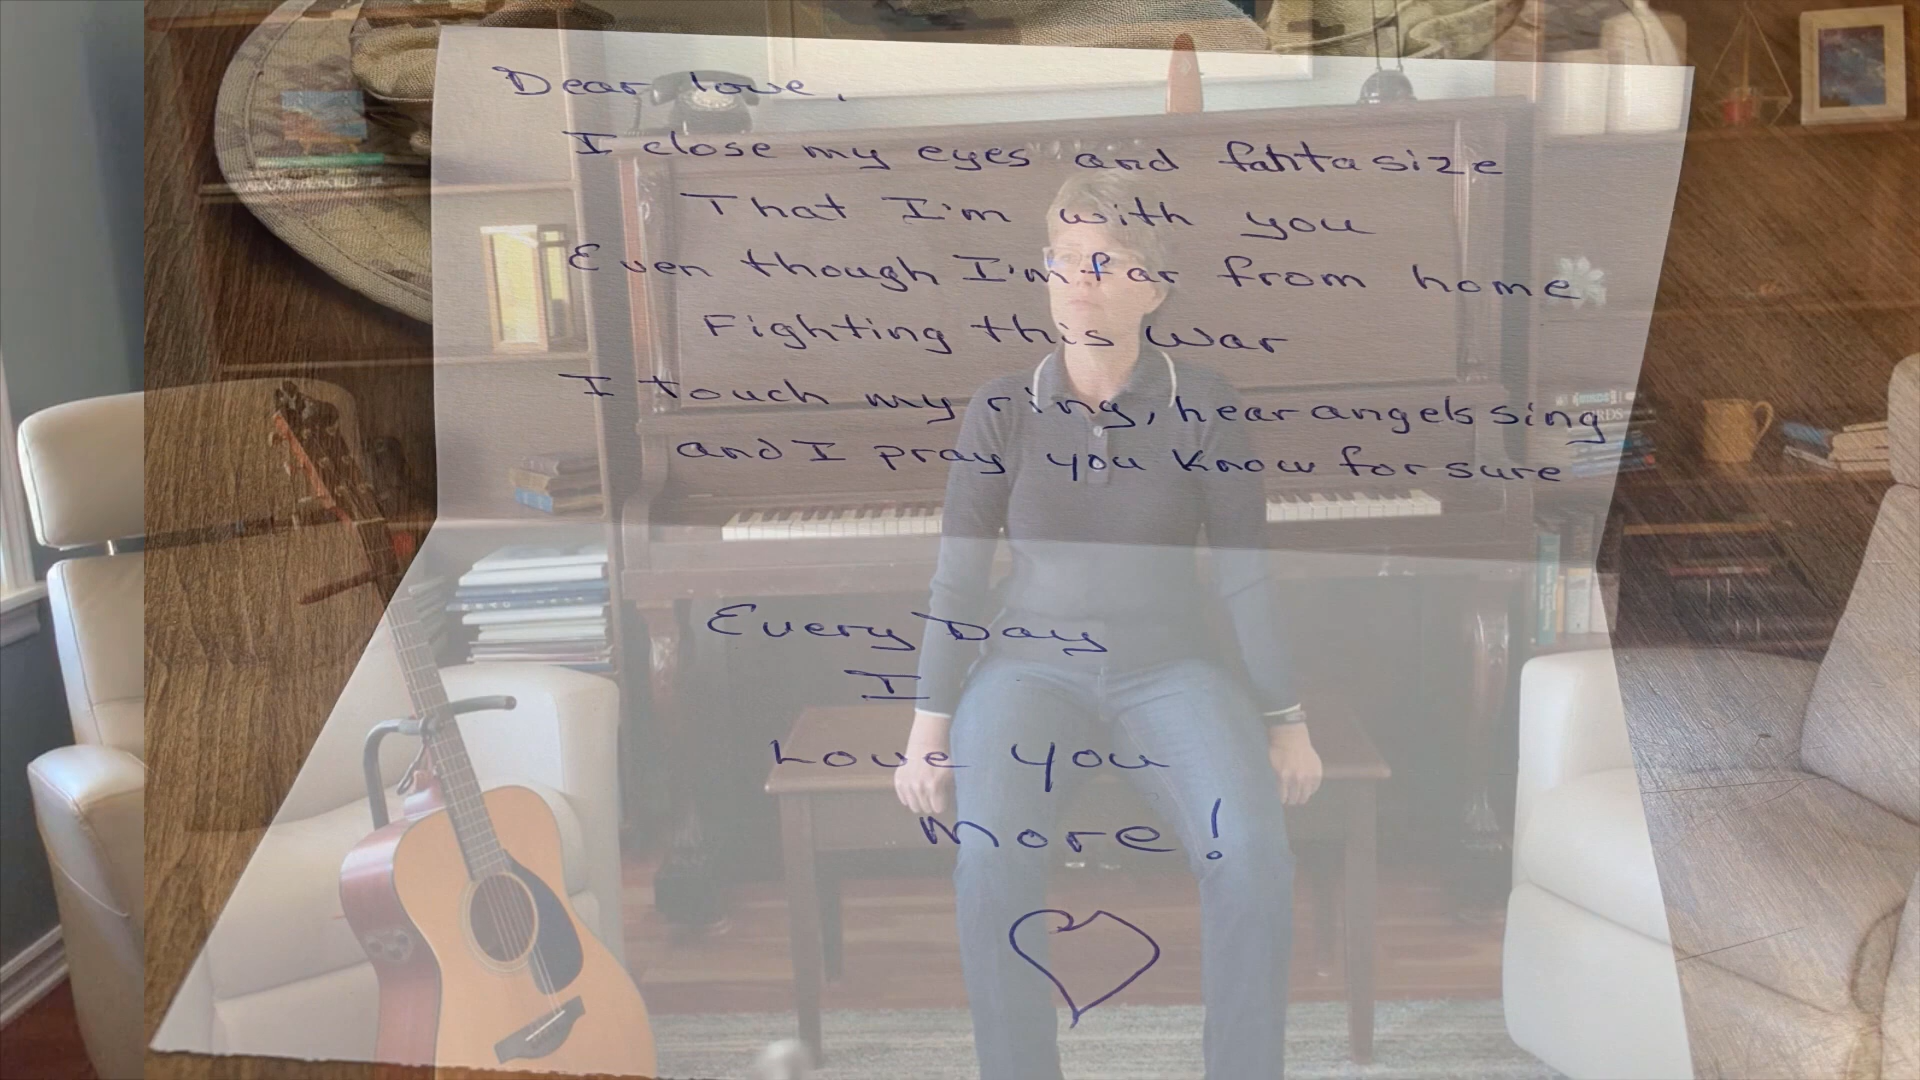 Dear love,
I close my eyes and fantasize
That I'm with you
Even though I'm far from home
Fighting this war
I touch my ring, hear angels sing
and I pray you know for sure
Every Day
I
Love you
more!